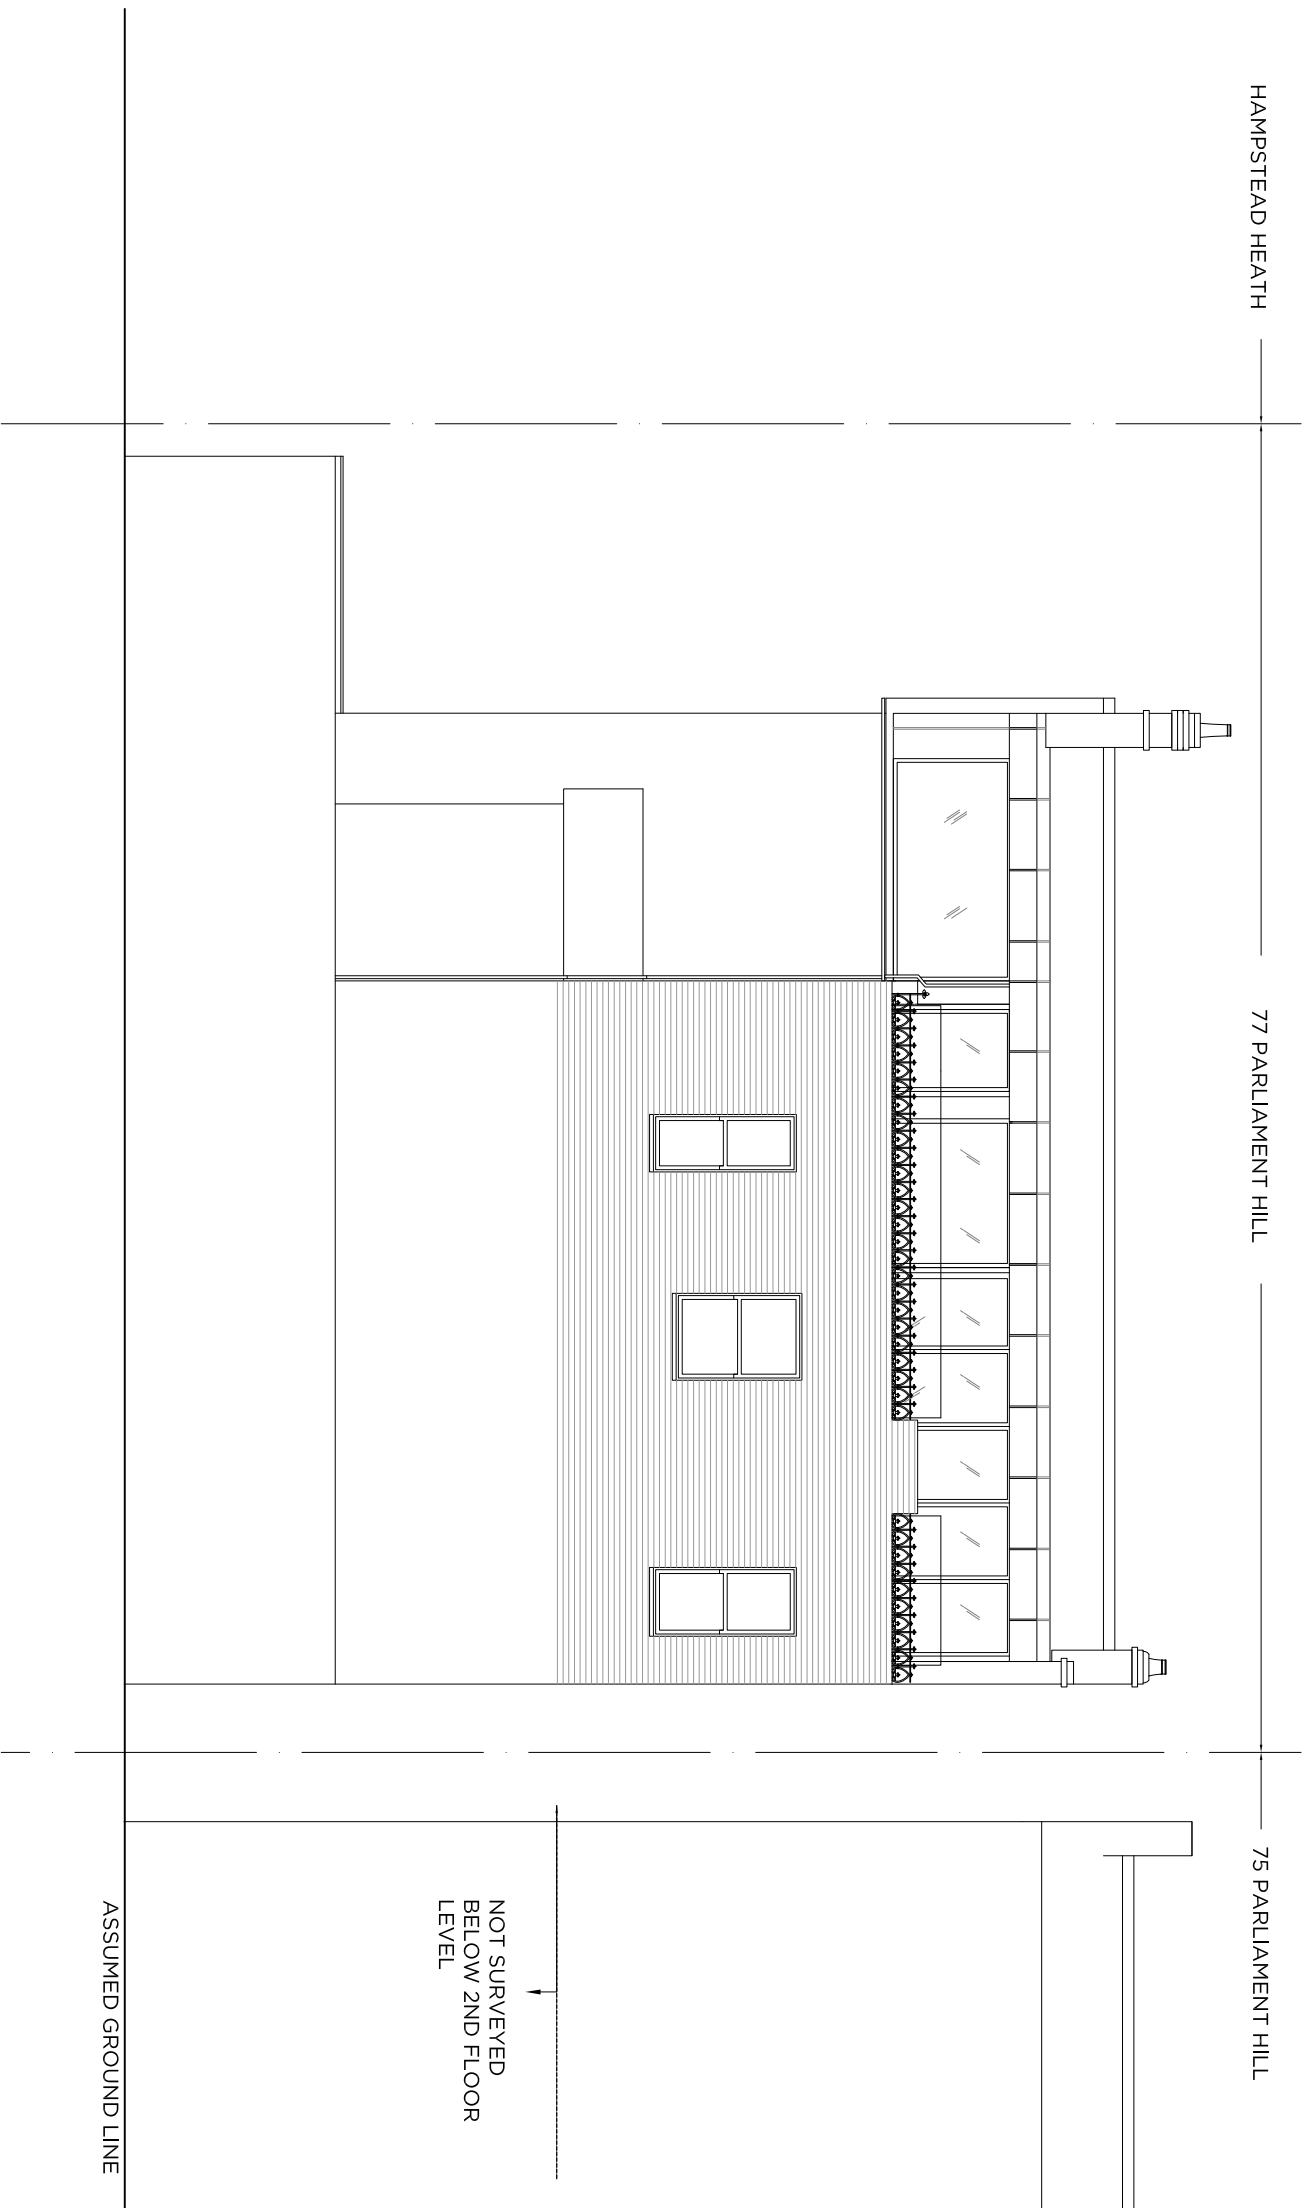 HAMPSTEAD HEATH
77 PARLIAMENT HILL
75 PARLIAMENT HILL
NOT SURVEYED
BELOW 2ND FLOOR
LEVEL
ASSUMED GROUND LINE